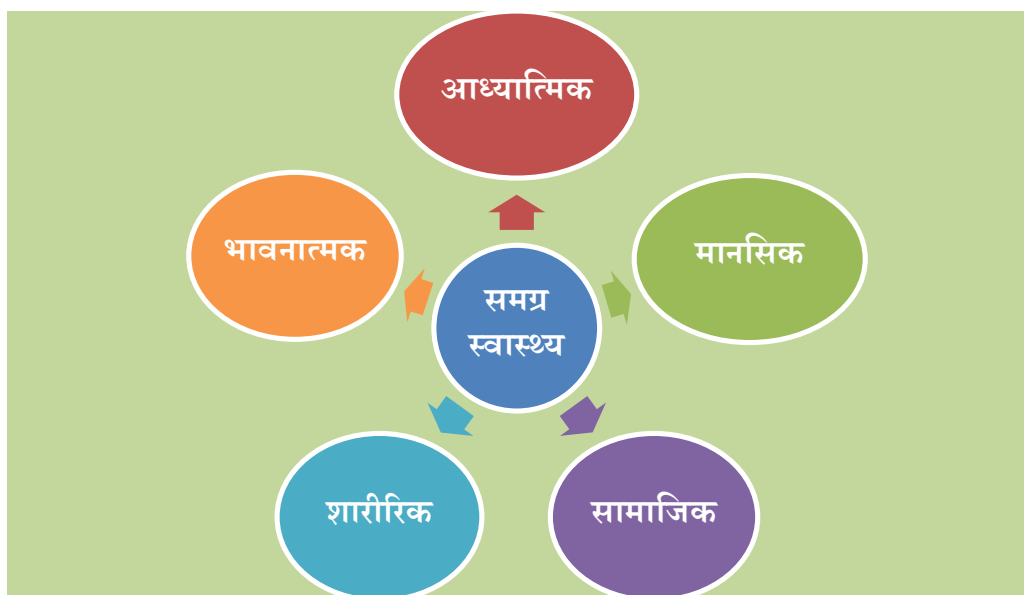 आध्यात्मिक
भावनात्मक
मानसिक
समग्र
स्वास्थ्य
शारीरिक
सामाजिक